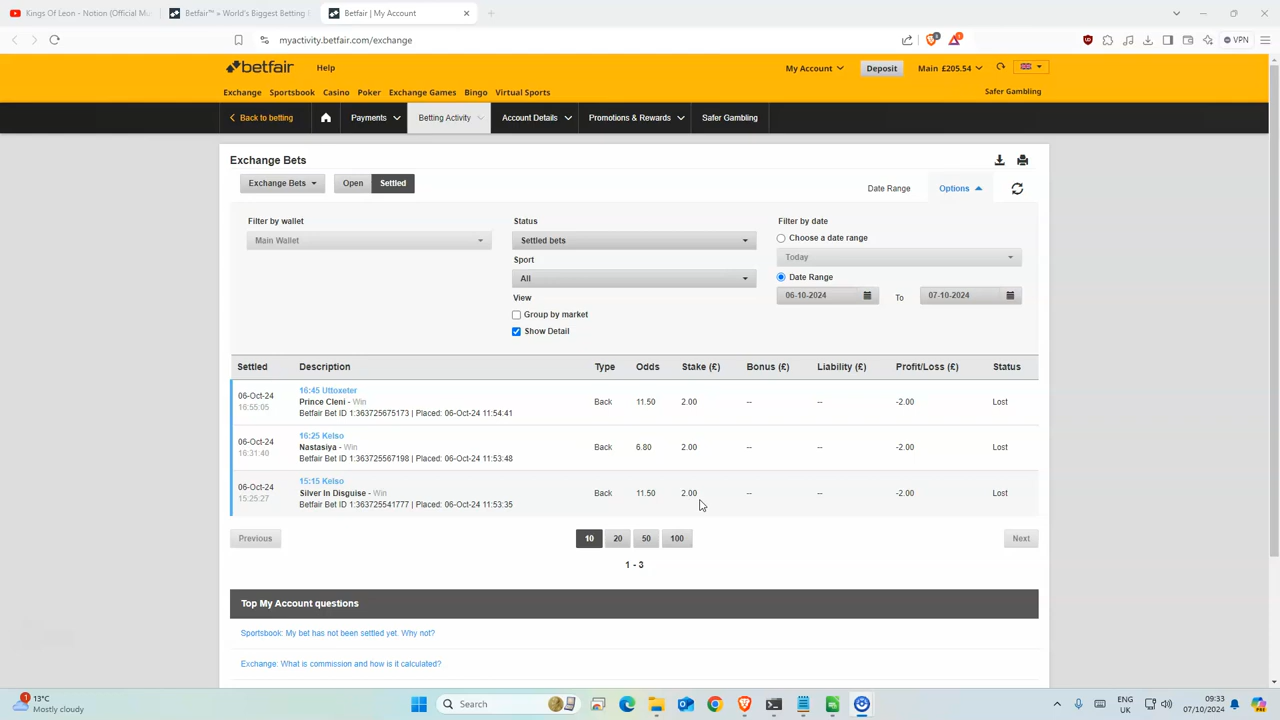 Kings Of Leon - Notion (Official Mu
Betfair™ » World's Biggest Betting
Betfair | My Account
myactivity.betfair.com/exchange
VPN
betfair
Help
My Account
Deposit
Main £205.54
Exchange Sportsbook Casino Poker Exchange Games Bingo Virtual Sports
Safer Gambling
Back to betting
Payments
Betting Activity
Account Details
Promotions & Rewards
Safer Gambling
Exchange Bets
Exchange Bets
Open
Settled
Date Range
Options
Filter by wallet
Main Wallet
Status
Settled bets
Sport
All
View
Group by market
Show Detail
Filter by date
Choose a date range
Today
Date Range
06-10-2024
To
07-10-2024
Settled Description Type Odds Stake (£) Bonus (£) Liability (£) Profit/Loss (£) Status
16:45 Uttoxeter
06-Oct-24 Prince Cleni - Win Back 11.50 2.00 -- -- -2.00 Lost
16:55:05 Betfair Bet ID 1:363725675173 | Placed: 06-Oct-24 11:54:41
16:25 Kelso
06-Oct-24 Nastasiya - Win Back 6.80 2.00 -- -- -2.00 Lost
16:31:40 Betfair Bet ID 1:363725567198 | Placed: 06-Oct-24 11:53:48
15:15 Kelso
06-Oct-24 Silver In Disguise - Win Back 11.50 2.00 -- -- -2.00 Lost
15:25:27 Betfair Bet ID 1:363725541777 | Placed: 06-Oct-24 11:53:35
Previous
10 20 50 100
Next
1 - 3
Top My Account questions
Sportsbook: My bet has not been settled yet. Why not?
Exchange: What is commission and how is it calculated?
1
13°C
Mostly cloudy
Search
ENG
UK
09:33
07/10/2024